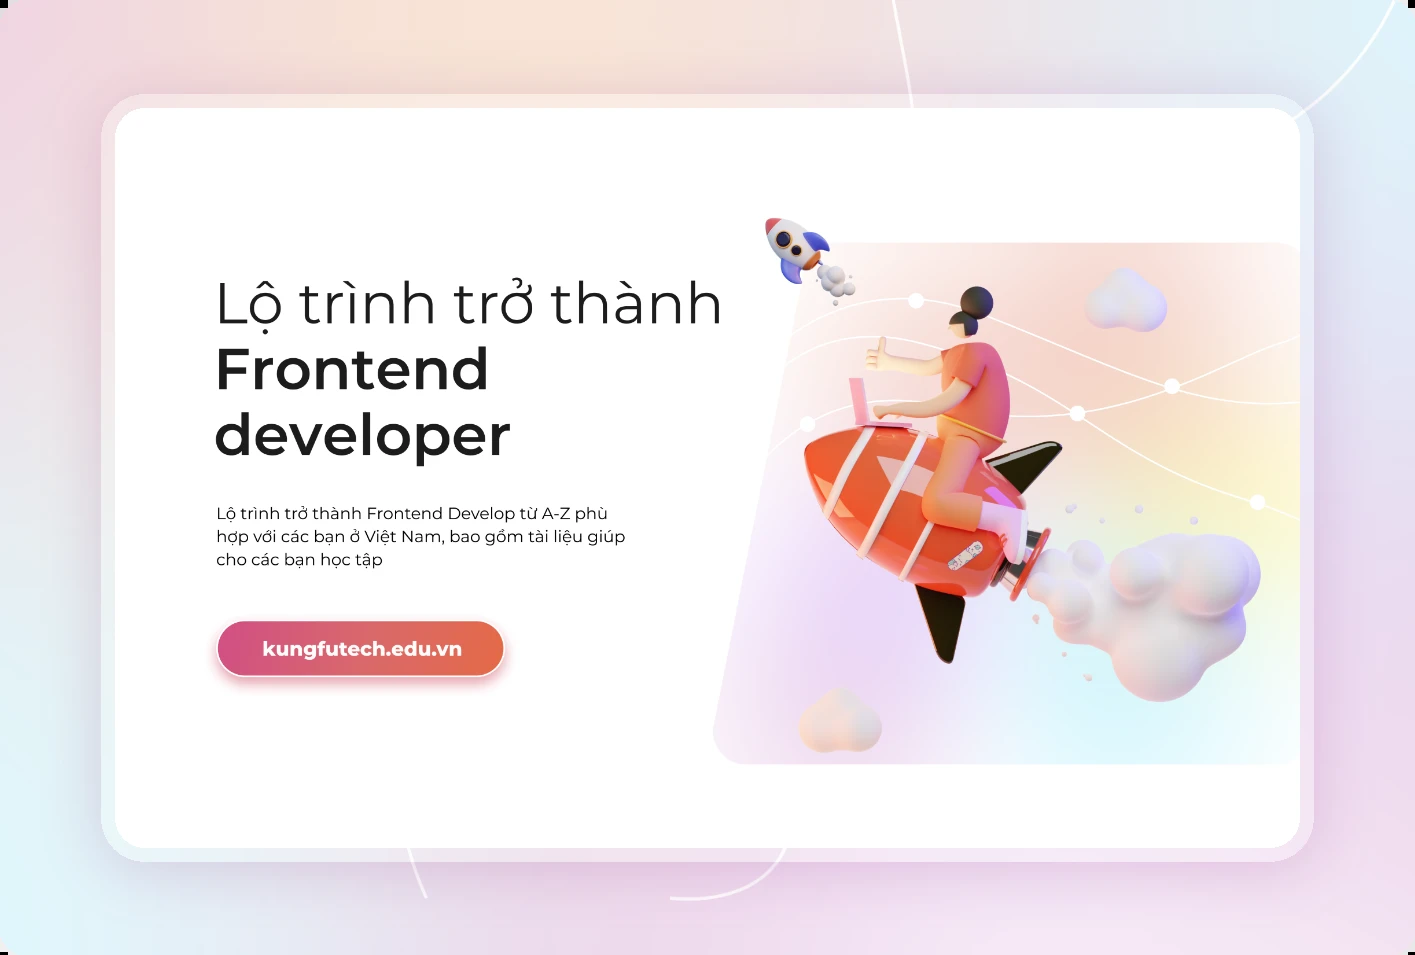 Lộ trình trở thành
Frontend
developer
Lộ trình trở thành Frontend Develop từ A-Z phù
hợp với các bạn ở Việt Nam, bao gồm tài liệu giúp
cho các bạn học tập
kungfutech.edu.vn